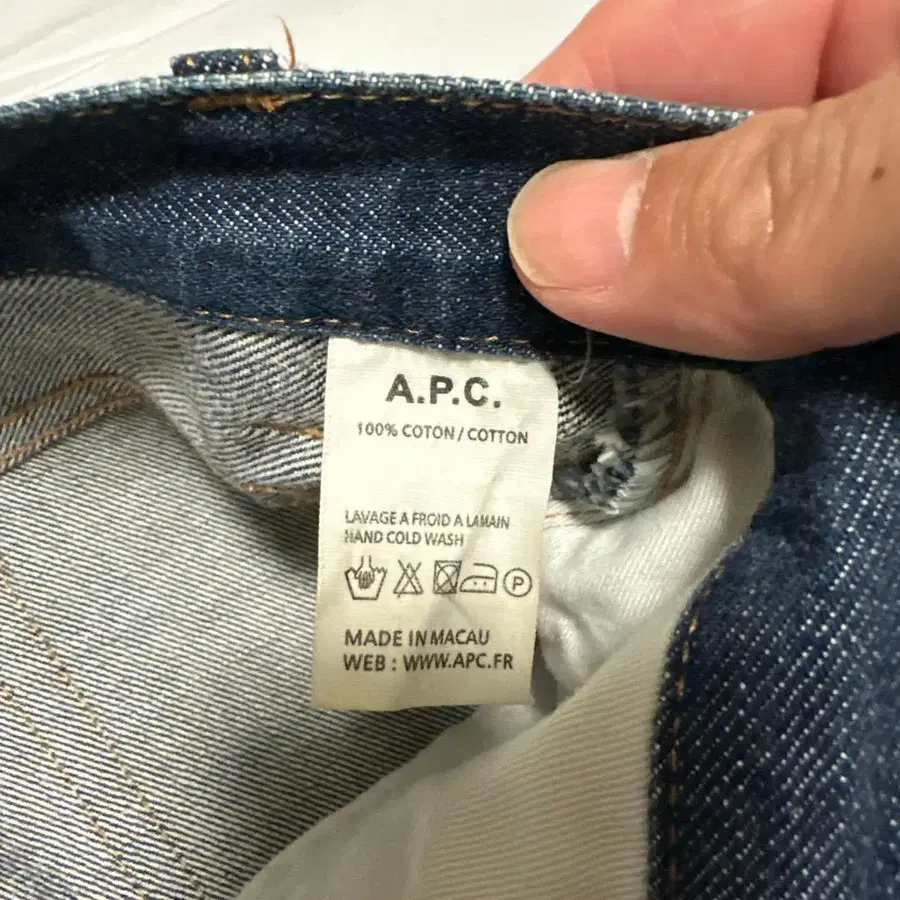 A.P.C.
100% COTON / COTTON
LAVAGE A FROID A LA MAIN
HAND COLD WASH
P
MADE IN MACAU
WEB : WWW.APC.FR